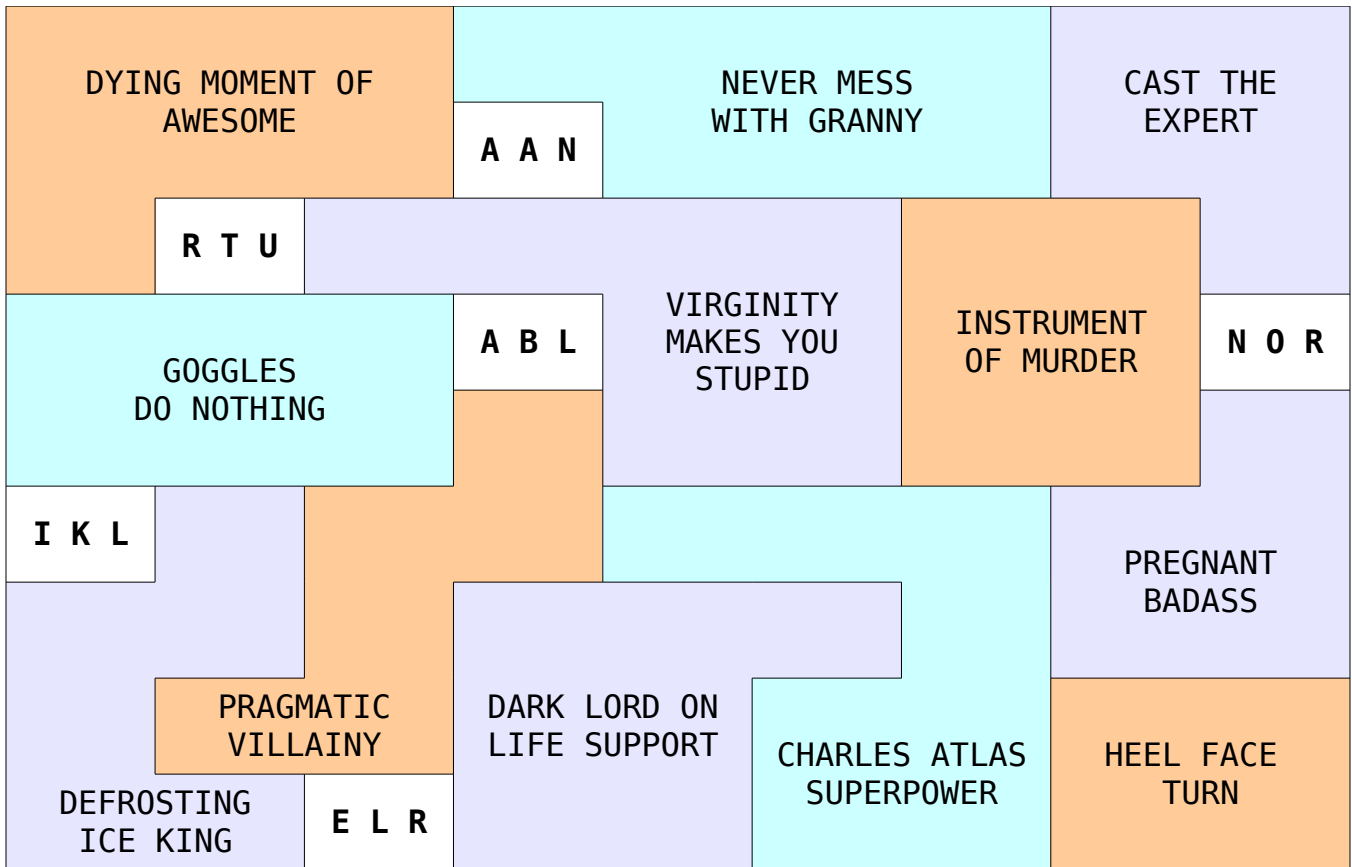 DYING MOMENT OF
AWESOME
NEVER MESS
WITH GRANNY
CAST THE
EXPERT
A A N
R T U
VIRGINITY
MAKES YOU
STUPID
INSTRUMENT
OF MURDER
N O R
GOGGLES
DO NOTHING
A B L
I K L
PREGNANT
BADASS
PRAGMATIC
VILLAINY
DARK LORD ON
LIFE SUPPORT
CHARLES ATLAS
SUPERPOWER
HEEL FACE
TURN
DEFROSTING
ICE KING
E L R